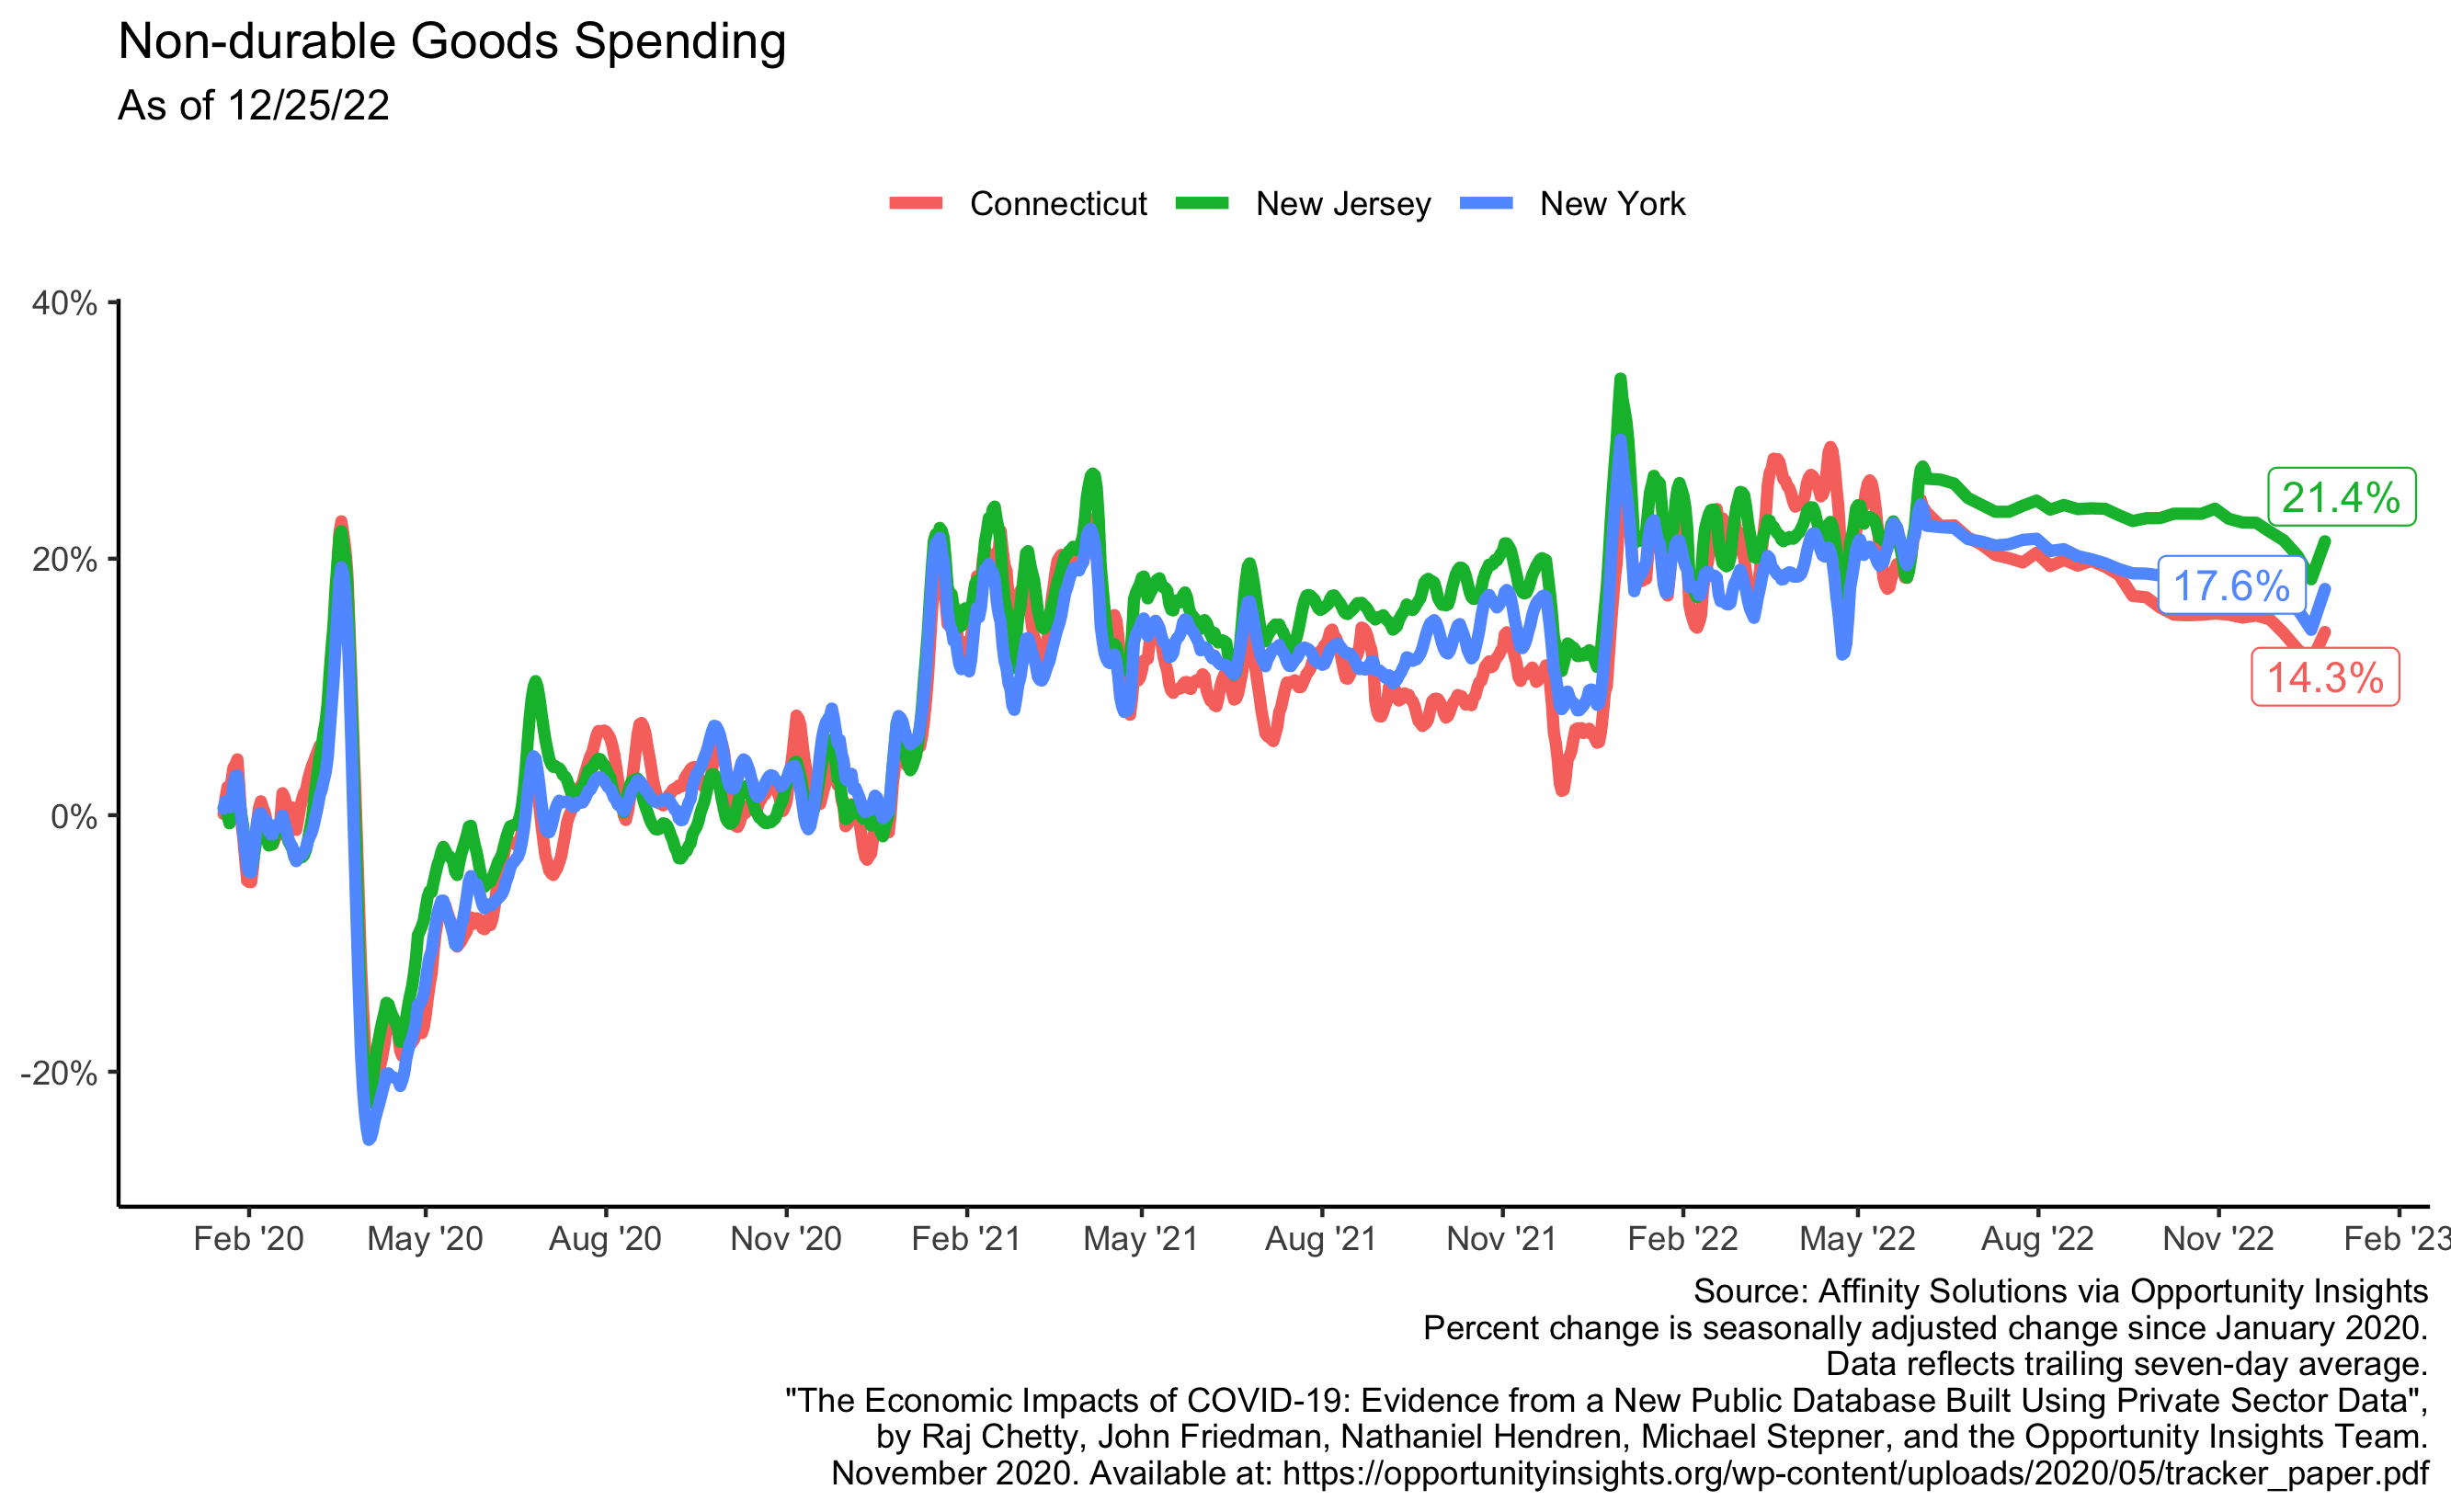 Non-durable Goods Spending
As of 12/25/22
Connecticut New Jersey New York
40%
20%
0%
-20%
21.4%
17.6%
14.3%
Feb '20 May '20 Aug '20 Nov '20 Feb '21 May '21 Aug '21 Nov '21 Feb '22 May '22 Aug '22 Nov '22 Feb '23
Source: Affinity Solutions via Opportunity Insights
Percent change is seasonally adjusted change since January 2020.
Data reflects trailing seven-day average.
"The Economic Impacts of COVID-19: Evidence from a New Public Database Built Using Private Sector Data",
by Raj Chetty, John Friedman, Nathaniel Hendren, Michael Stepner, and the Opportunity Insights Team.
November 2020. Available at: https://opportunityinsights.org/wp-content/uploads/2020/05/tracker_paper.pdf